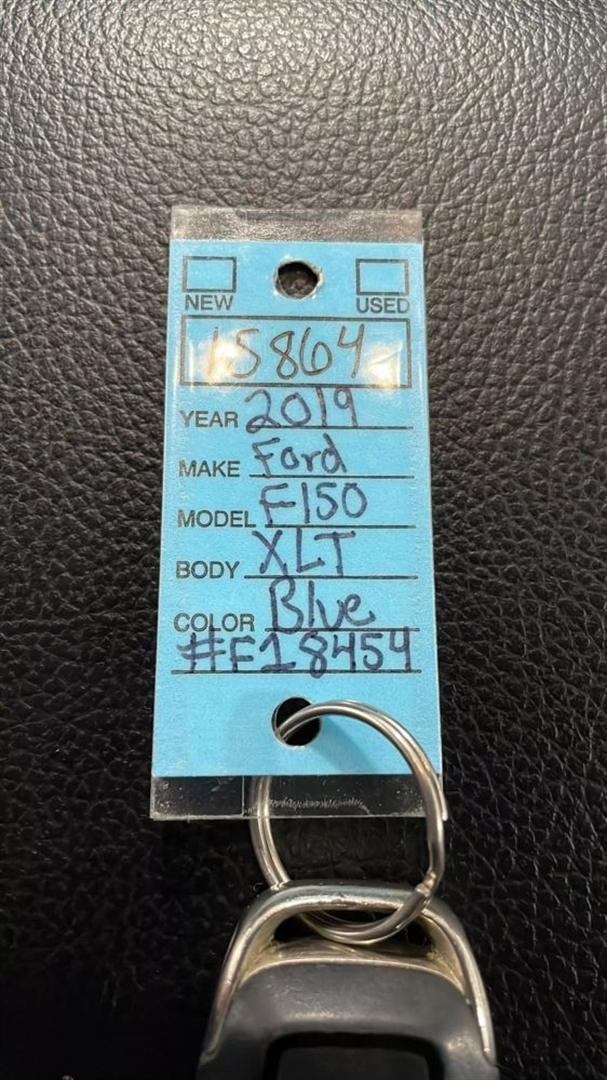 NEW USED
15864
YEAR 2019
MAKE Ford
MODEL F150
BODY XLT
COLOR Blue
#F18454